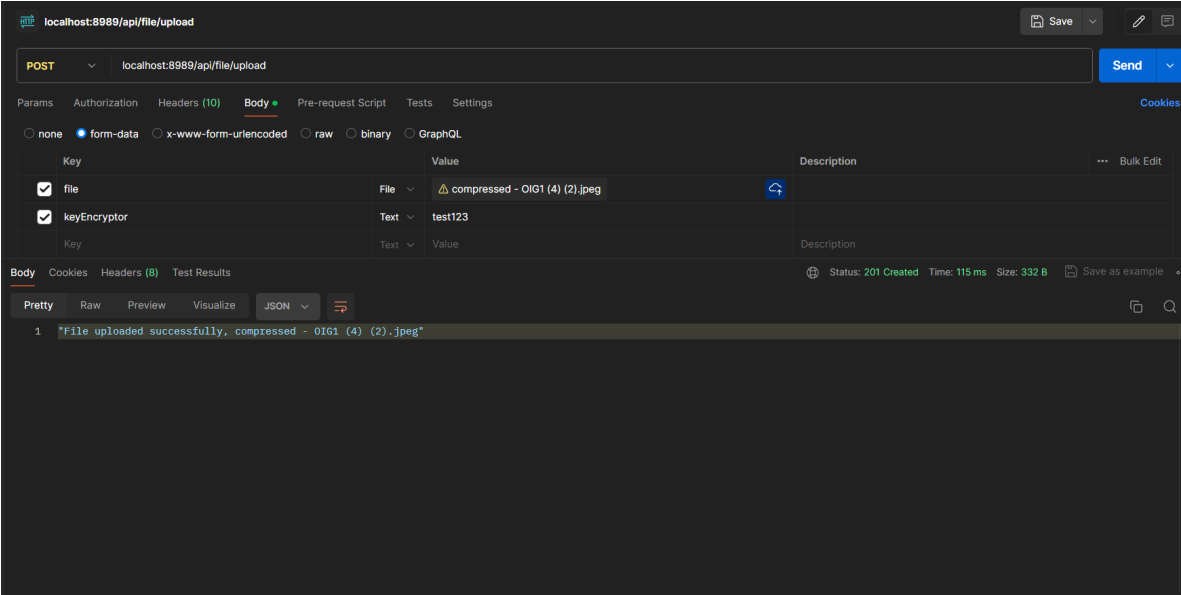 HTTP localhost:8989/api/file/upload Save
POST localhost:8989/api/file/upload Send
Params Authorization Headers (10) Body Pre-request Script Tests Settings Cookies
none form-data x-www-form-urlencoded raw binary GraphQL
Key Value Description Bulk Edit
file File compressed - OIG1 (4) (2).jpeg
keyEncryptor Text test123
Key Text Value Description
Body Cookies Headers (8) Test Results Status: 201 Created Time: 115 ms Size: 332 B Save as example
Pretty Raw Preview Visualize JSON
1 "File uploaded successfully, compressed - OIG1 (4) (2).jpeg"